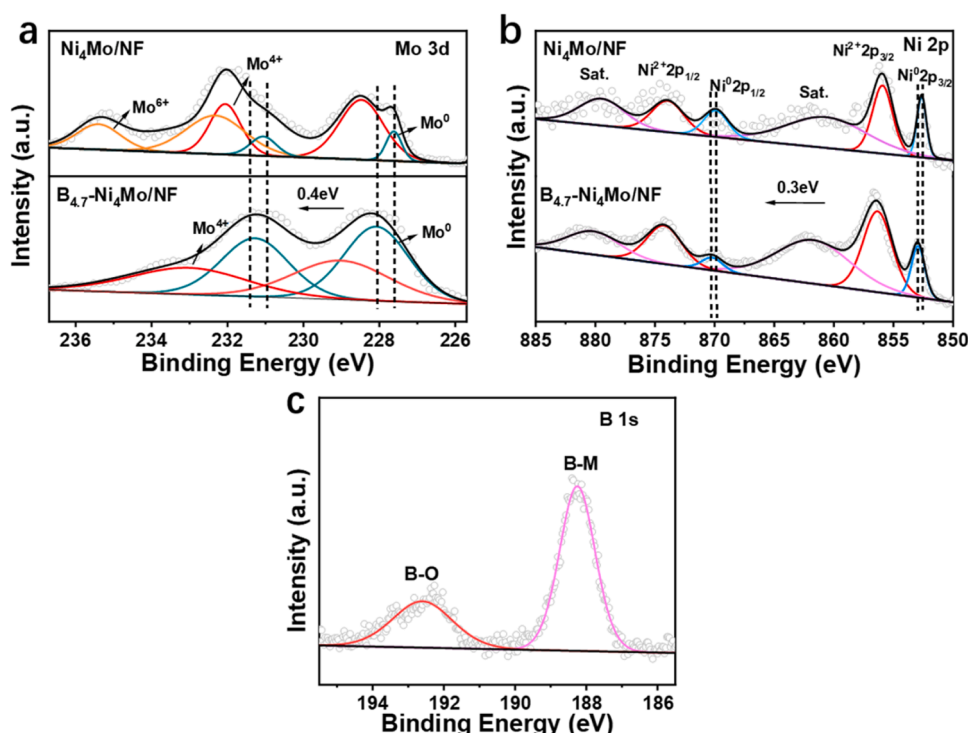 a
Ni₄Mo/NF
Mo 3d
Mo⁶⁺
Mo⁴⁺
Mo⁰
B₄.₇-Ni₄Mo/NF
0.4eV
Mo⁴⁺
Mo⁰
Intensity (a.u.)
236 234 232 230 228 226
Binding Energy (eV)
b
Ni₄Mo/NF
Ni 2p
Sat.
Ni²⁺2p₁/₂
Ni⁰2p₁/₂
Sat.
Ni²⁺2p₃/₂
Ni⁰2p₃/₂
B₄.₇-Ni₄Mo/NF
0.3eV
Intensity (a.u.)
885 880 875 870 865 860 855 850
Binding Energy (eV)
c
B 1s
B-M
B-O
Intensity (a.u.)
194 192 190 188 186
Binding Energy (eV)